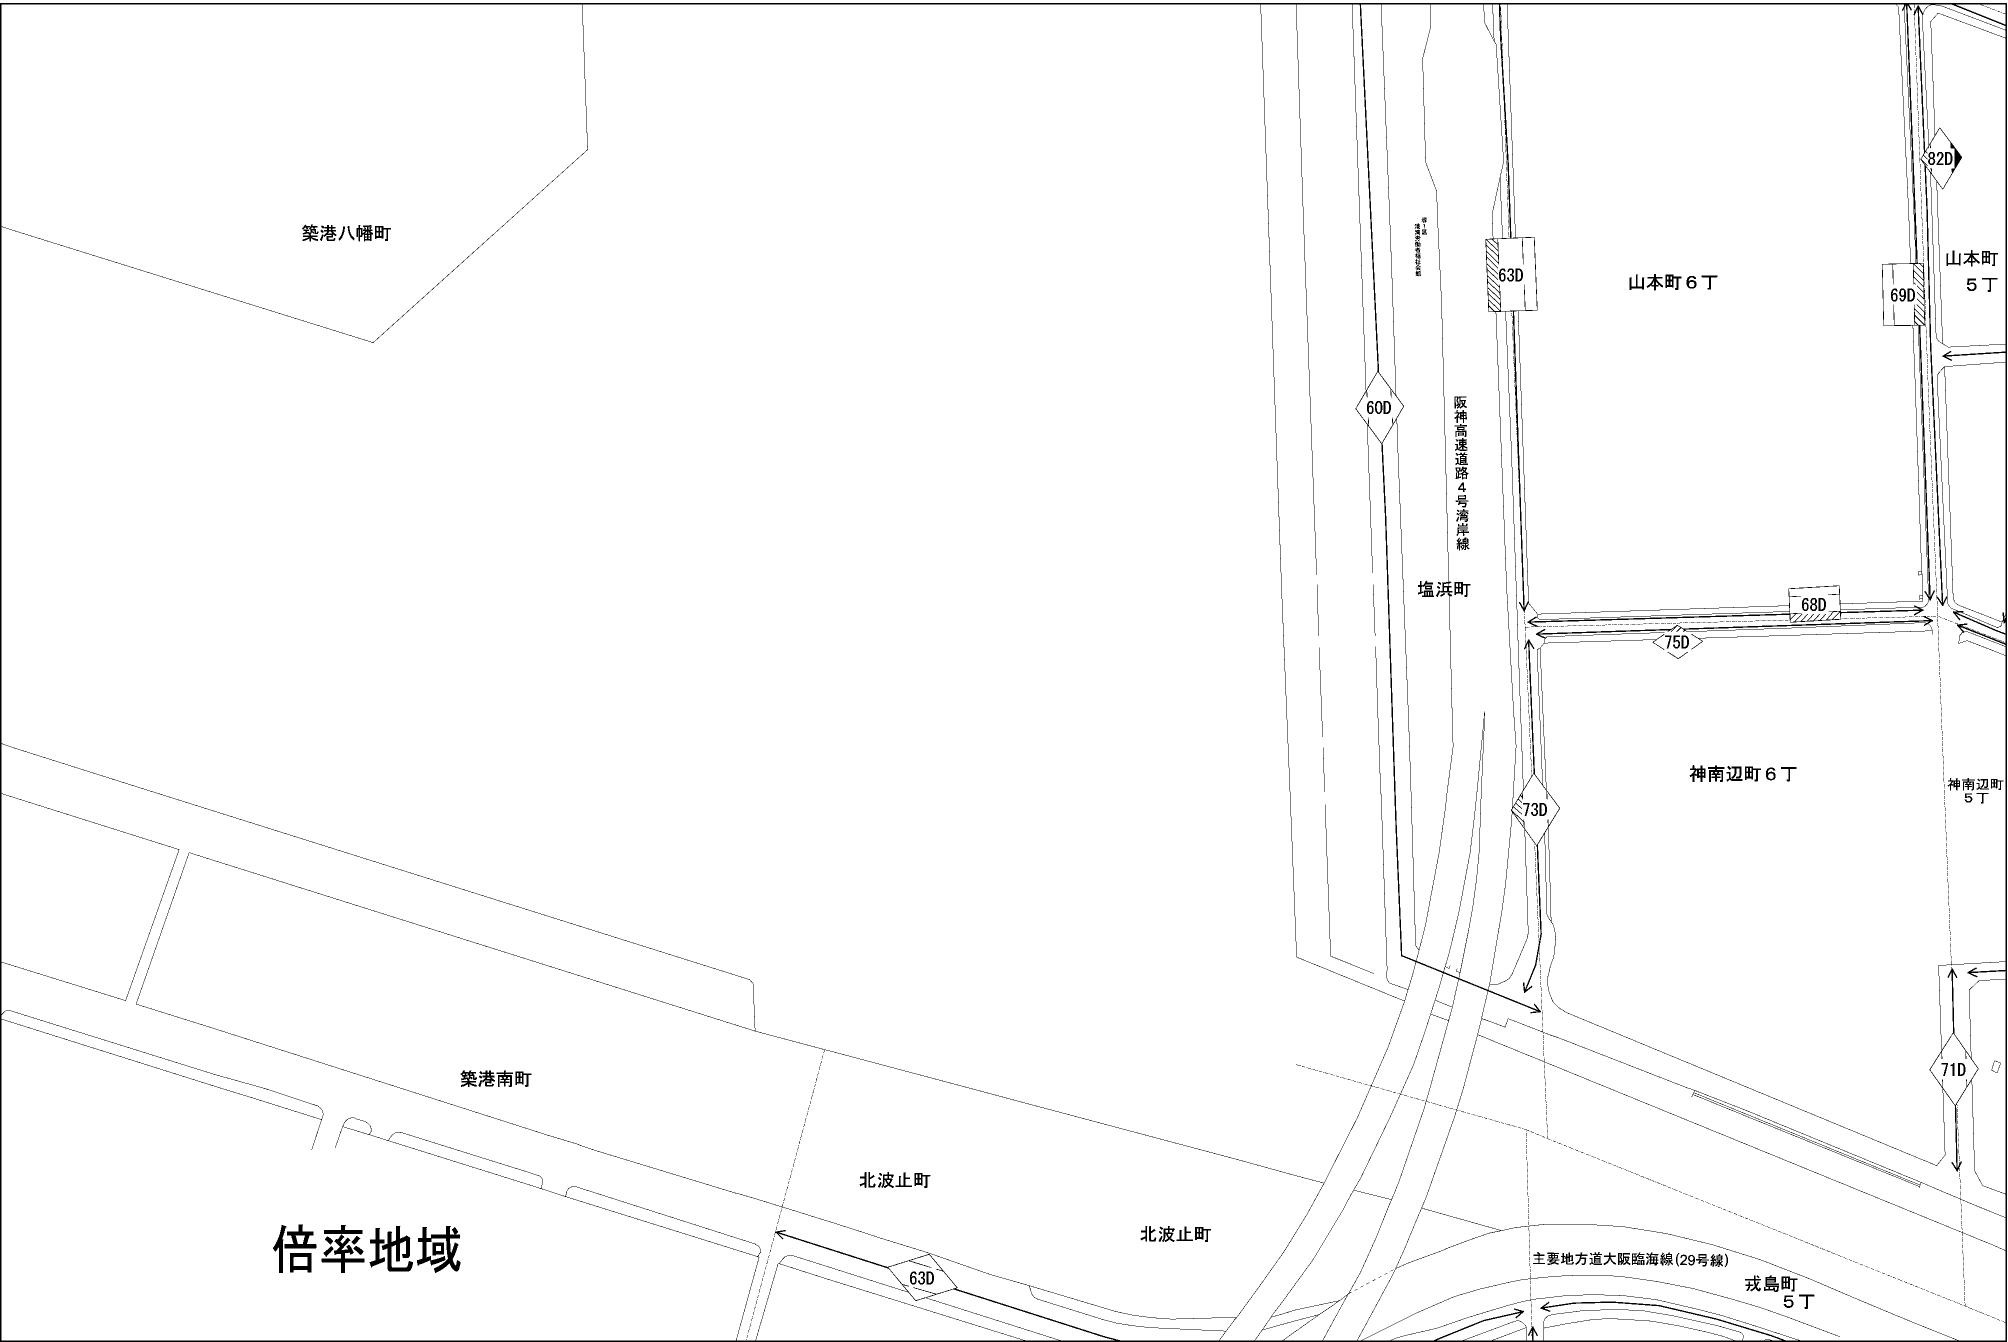 築港八幡町
82D
山本町
5丁
63D
山本町6丁
69D
60D
阪神高速道路4号湾岸線
塩浜町
68D
75D
神南辺町6丁
神南辺町
5丁
73D
71D
築港南町
北波止町
北波止町
倍率地域
63D
主要地方道大阪臨海線(29号線)
戎島町
5丁